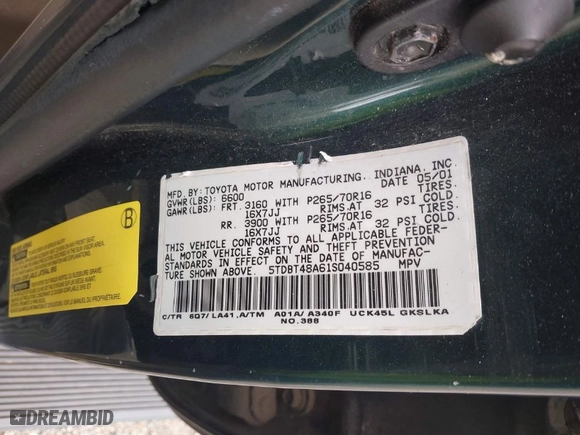 MFD. BY: TOYOTA MOTOR MANUFACTURING, INDIANA, INC.
GVWR(LBS): 6600 DATE 05/01
GAWR(LBS): FRT. 3160 WITH P265/70R16 TIRES,
16X7JJ RIMS,AT 32 PSI COLD.
RR. 3900 WITH P265/70R16 TIRES,
16X7JJ RIMS,AT 32 PSI COLD.
THIS VEHICLE CONFORMS TO ALL APPLICABLE FEDER-
AL MOTOR VEHICLE SAFETY AND THEFT PREVENTION
STANDARDS IN EFFECT ON THE DATE OF MANUFAC-
TURE SHOWN ABOVE. 5TDBT48A61S040585 MPV
C/TR 6Q7/ LA41,A/TM A01A/ A340F UCK45L GKSLKA
NO.388
B
DREAMBID